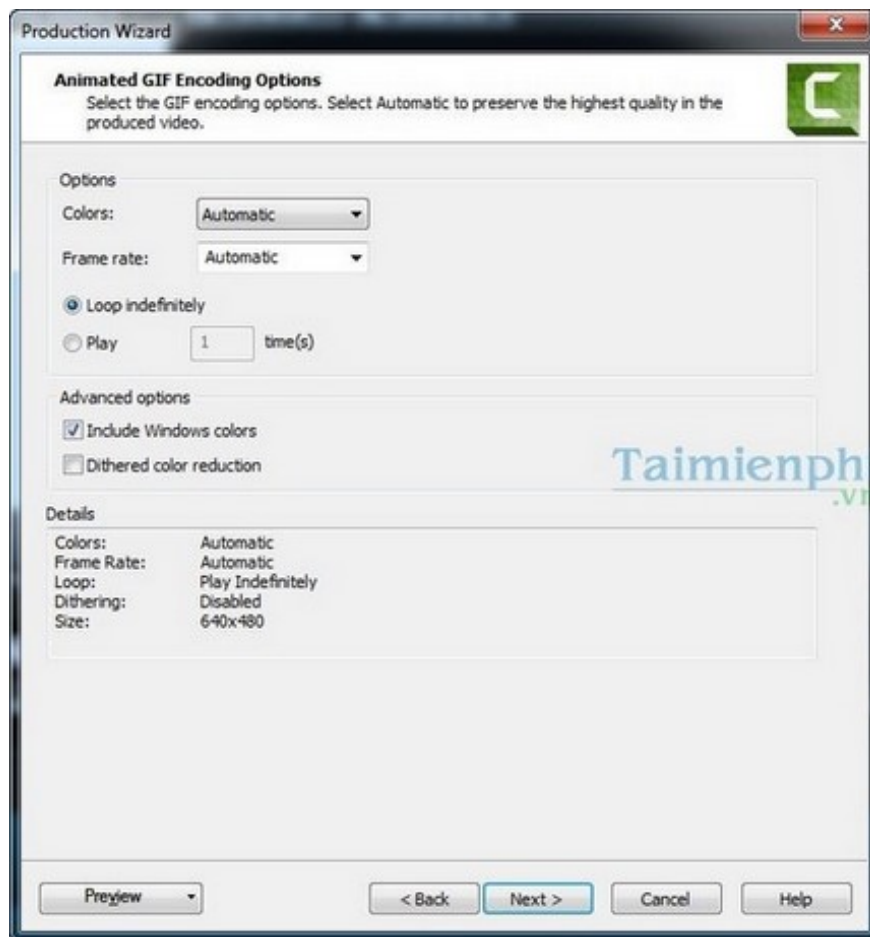 Production Wizard
Animated GIF Encoding Options
Select the GIF encoding options. Select Automatic to preserve the highest quality in the
produced video.
Options
Colors: Automatic
Frame rate: Automatic
Loop indefinitely
Play 1 time(s)
Advanced options
Include Windows colors
Dithered color reduction
Taimienph
.vn
Details
Colors: Automatic
Frame Rate: Automatic
Loop: Play Indefinitely
Dithering: Disabled
Size: 640x480
Preview < Back Next > Cancel Help